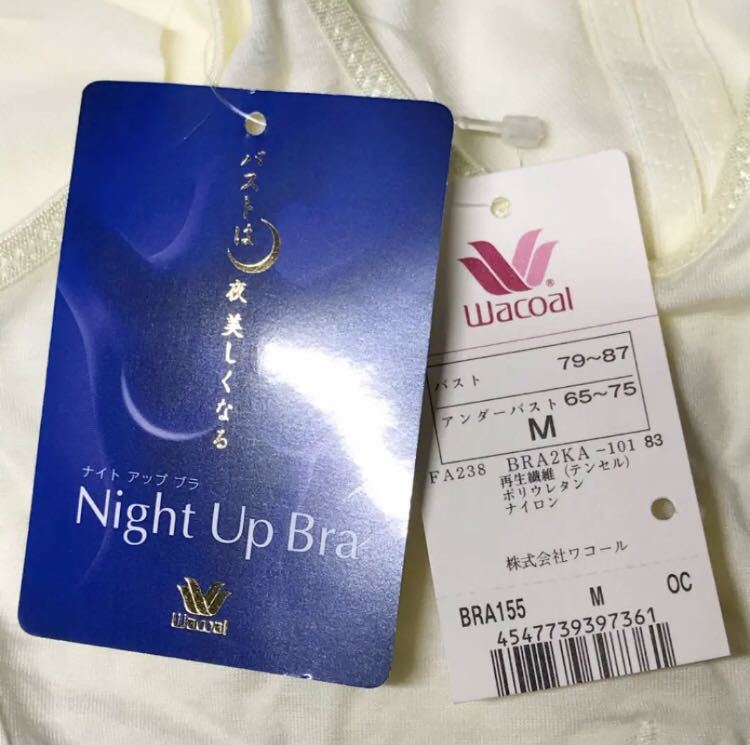 バストは
夜美しくなる
ナイト アップ ブラ
Night Up Bra
Wacoal
Wacoal®
バスト 79~87
アンダーバスト 65~75
M
FA238 BRA2KA-101 83
再生繊維(テンセル)
ポリウレタン
ナイロン
株式会社ワコール
BRA155 M OC
4547739397361